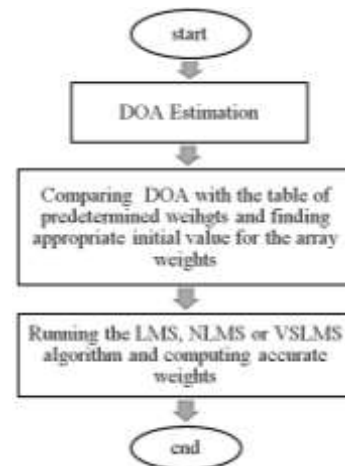 start
DOA Estimation
Comparing DOA with the table of
predetermined weihgts and finding
appropriate initial value for the array
weights
Running the LMS, NLMS or VSLMS
algorithm and computing accurate
weights
end